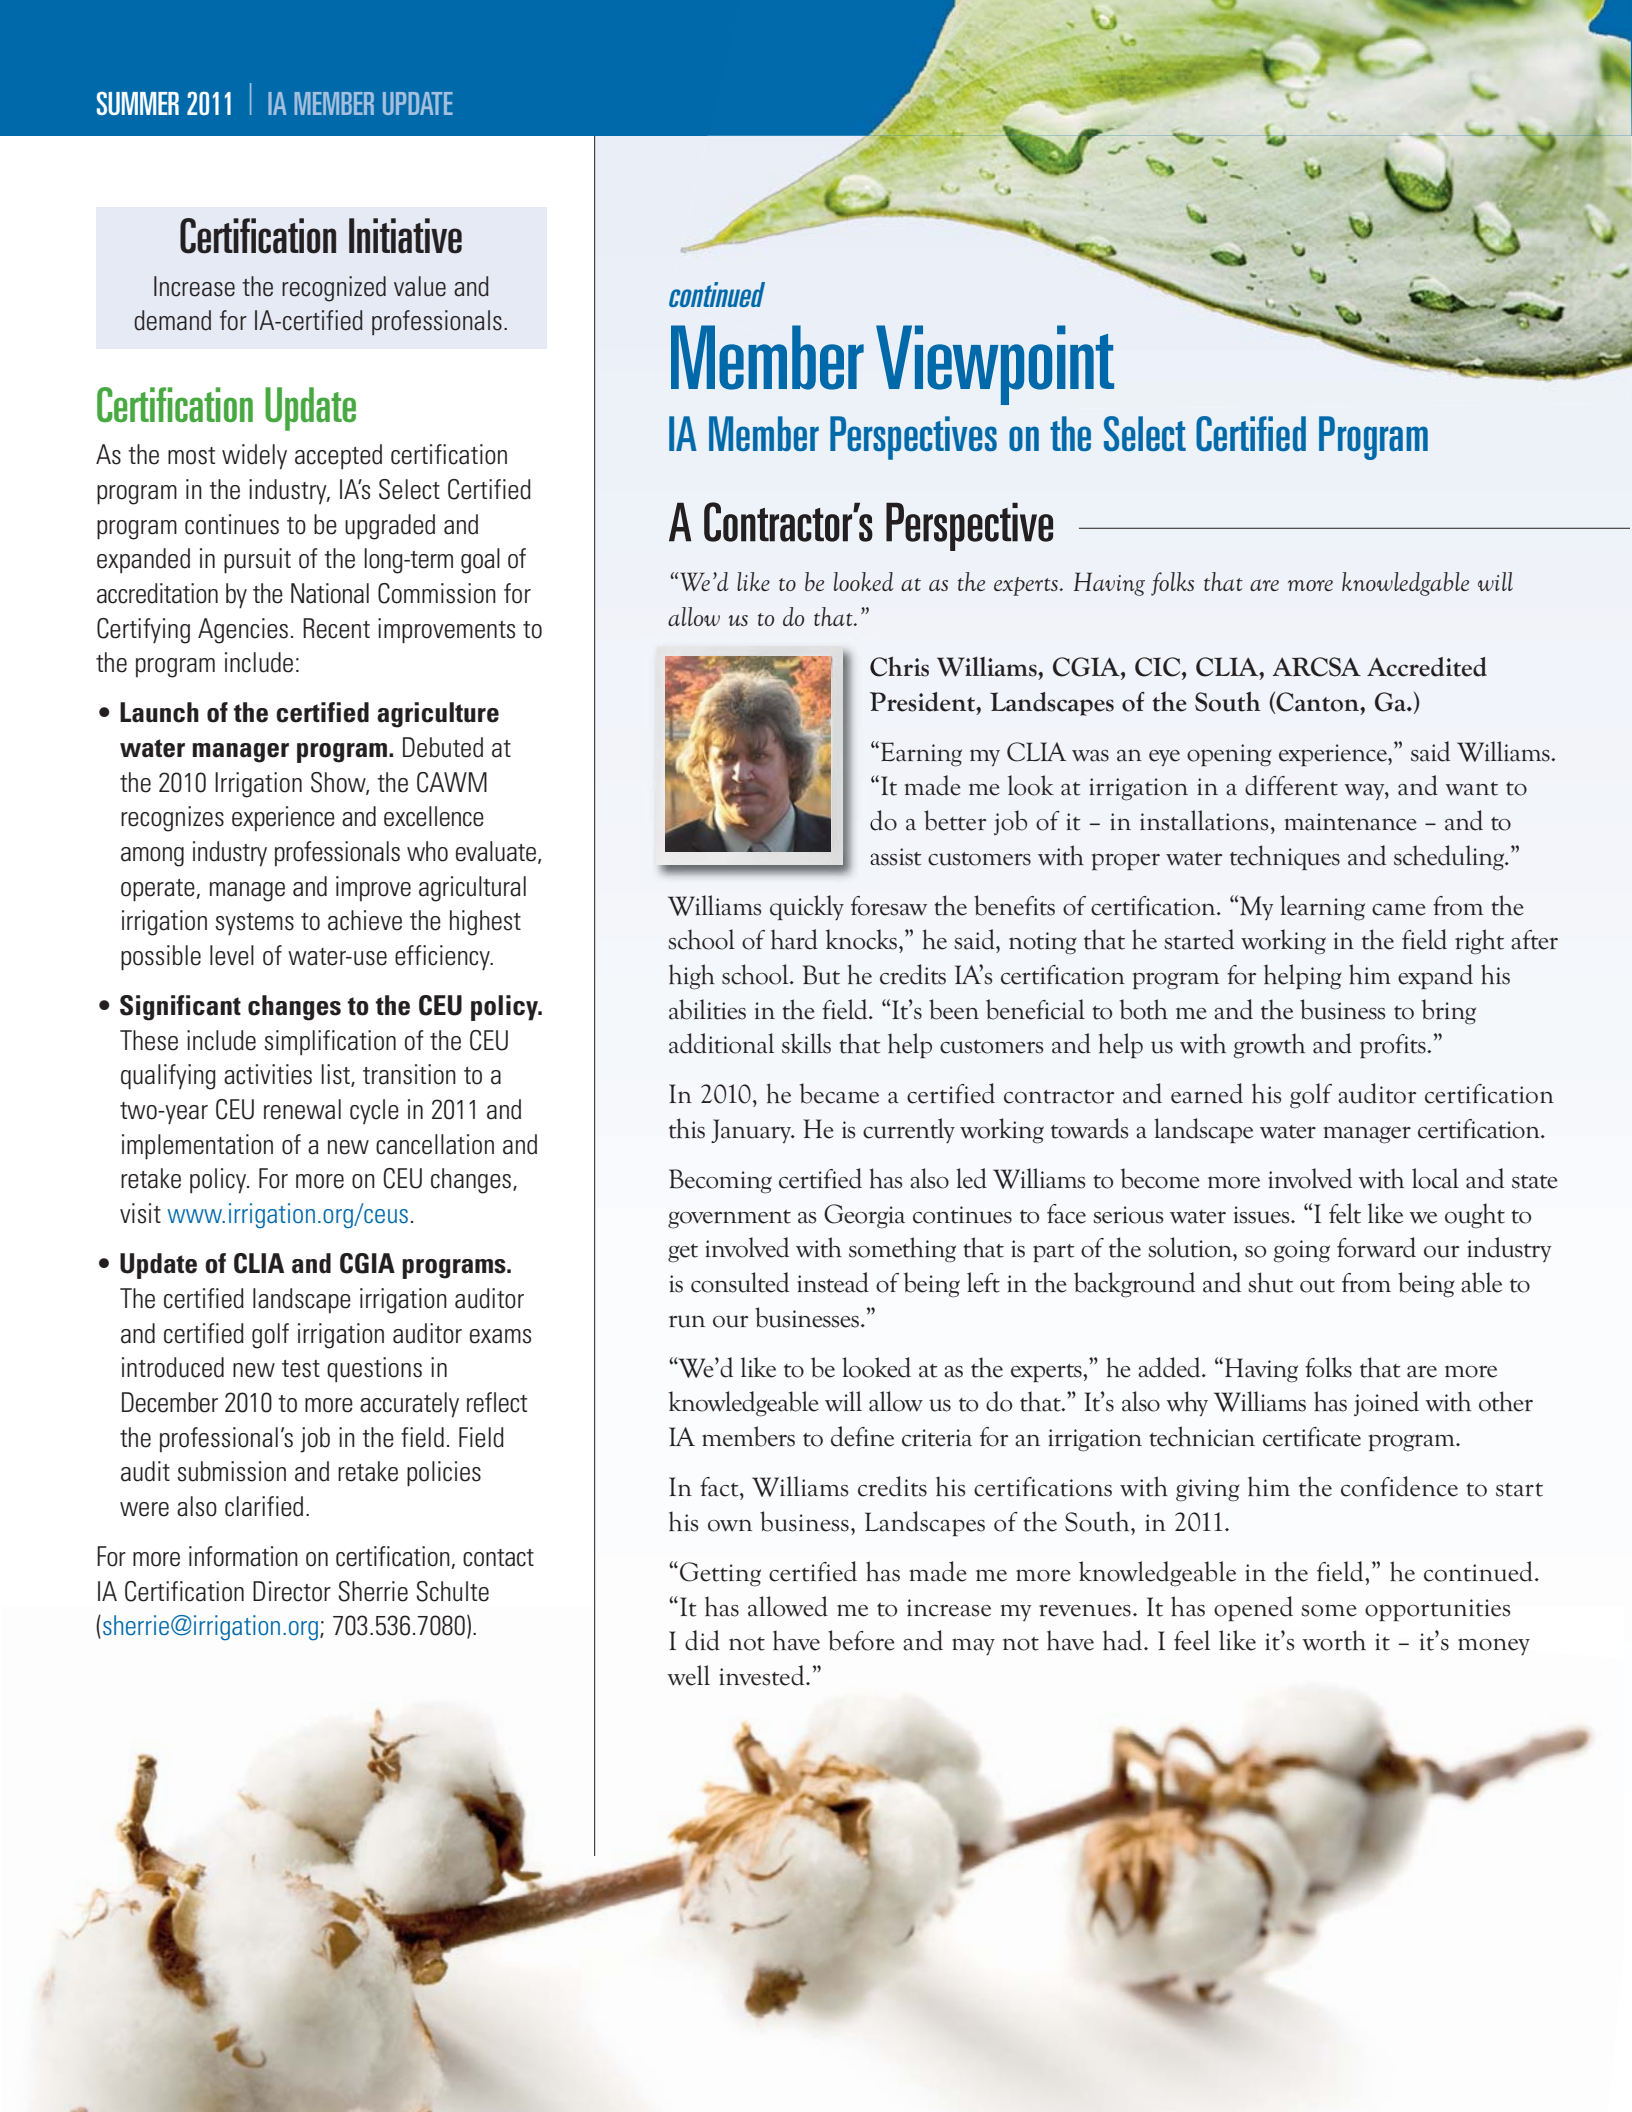 SUMMER 2011 | IA MEMBER UPDATE
Certification Initiative
Increase the recognized value and
demand for IA-certified professionals.
Certification Update
As the most widely accepted certification
program in the industry, IA’s Select Certified
program continues to be upgraded and
expanded in pursuit of the long-term goal of
accreditation by the National Commission for
Certifying Agencies. Recent improvements to
the program include:
• Launch of the certified agriculture
water manager program. Debuted at
the 2010 Irrigation Show, the CAWM
recognizes experience and excellence
among industry professionals who evaluate,
operate, manage and improve agricultural
irrigation systems to achieve the highest
possible level of water-use efficiency.
• Significant changes to the CEU policy.
These include simplification of the CEU
qualifying activities list, transition to a
two-year CEU renewal cycle in 2011 and
implementation of a new cancellation and
retake policy. For more on CEU changes,
visit www.irrigation.org/ceus.
• Update of CLIA and CGIA programs.
The certified landscape irrigation auditor
and certified golf irrigation auditor exams
introduced new test questions in
December 2010 to more accurately reflect
the professional’s job in the field. Field
audit submission and retake policies
were also clarified.
For more information on certification, contact
IA Certification Director Sherrie Schulte
(sherrie@irrigation.org; 703.536.7080).
continued
Member Viewpoint
IA Member Perspectives on the Select Certified Program
A Contractor’s Perspective
“We’d like to be looked at as the experts. Having folks that are more knowledgable will
allow us to do that.”
Chris Williams, CGIA, CIC, CLIA, ARCSA Accredited
President, Landscapes of the South (Canton, Ga.)
“Earning my CLIA was an eye opening experience,” said Williams.
“It made me look at irrigation in a different way, and want to
do a better job of it – in installations, maintenance – and to
assist customers with proper water techniques and scheduling.”
Williams quickly foresaw the benefits of certification. “My learning came from the
school of hard knocks,” he said, noting that he started working in the field right after
high school. But he credits IA’s certification program for helping him expand his
abilities in the field. “It’s been beneficial to both me and the business to bring
additional skills that help customers and help us with growth and profits.”
In 2010, he became a certified contractor and earned his golf auditor certification
this January. He is currently working towards a landscape water manager certification.
Becoming certified has also led Williams to become more involved with local and state
government as Georgia continues to face serious water issues. “I felt like we ought to
get involved with something that is part of the solution, so going forward our industry
is consulted instead of being left in the background and shut out from being able to
run our businesses.”
“We’d like to be looked at as the experts,” he added. “Having folks that are more
knowledgeable will allow us to do that.” It’s also why Williams has joined with other
IA members to define criteria for an irrigation technician certificate program.
In fact, Williams credits his certifications with giving him the confidence to start
his own business, Landscapes of the South, in 2011.
“Getting certified has made me more knowledgeable in the field,” he continued.
“It has allowed me to increase my revenues. It has opened some opportunities
I did not have before and may not have had. I feel like it’s worth it – it’s money
well invested.”